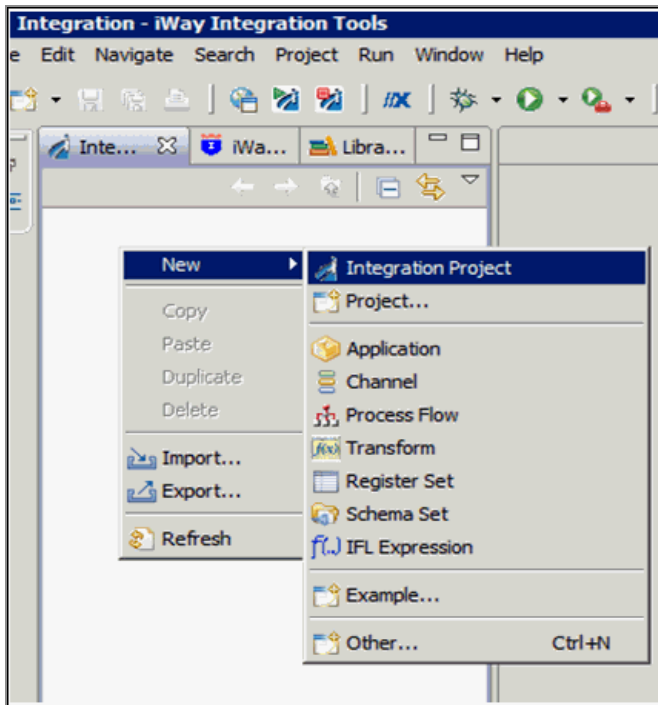 Integration - iWay Integration Tools
e Edit Navigate Search Project Run Window Help
Inte... iWa... Libra...
New
Copy
Paste
Duplicate
Delete
Import...
Export...
Refresh
Integration Project
Project...
Application
Channel
Process Flow
f(x) Transform
Register Set
Schema Set
f(..) IFL Expression
Example...
Other... Ctrl+N